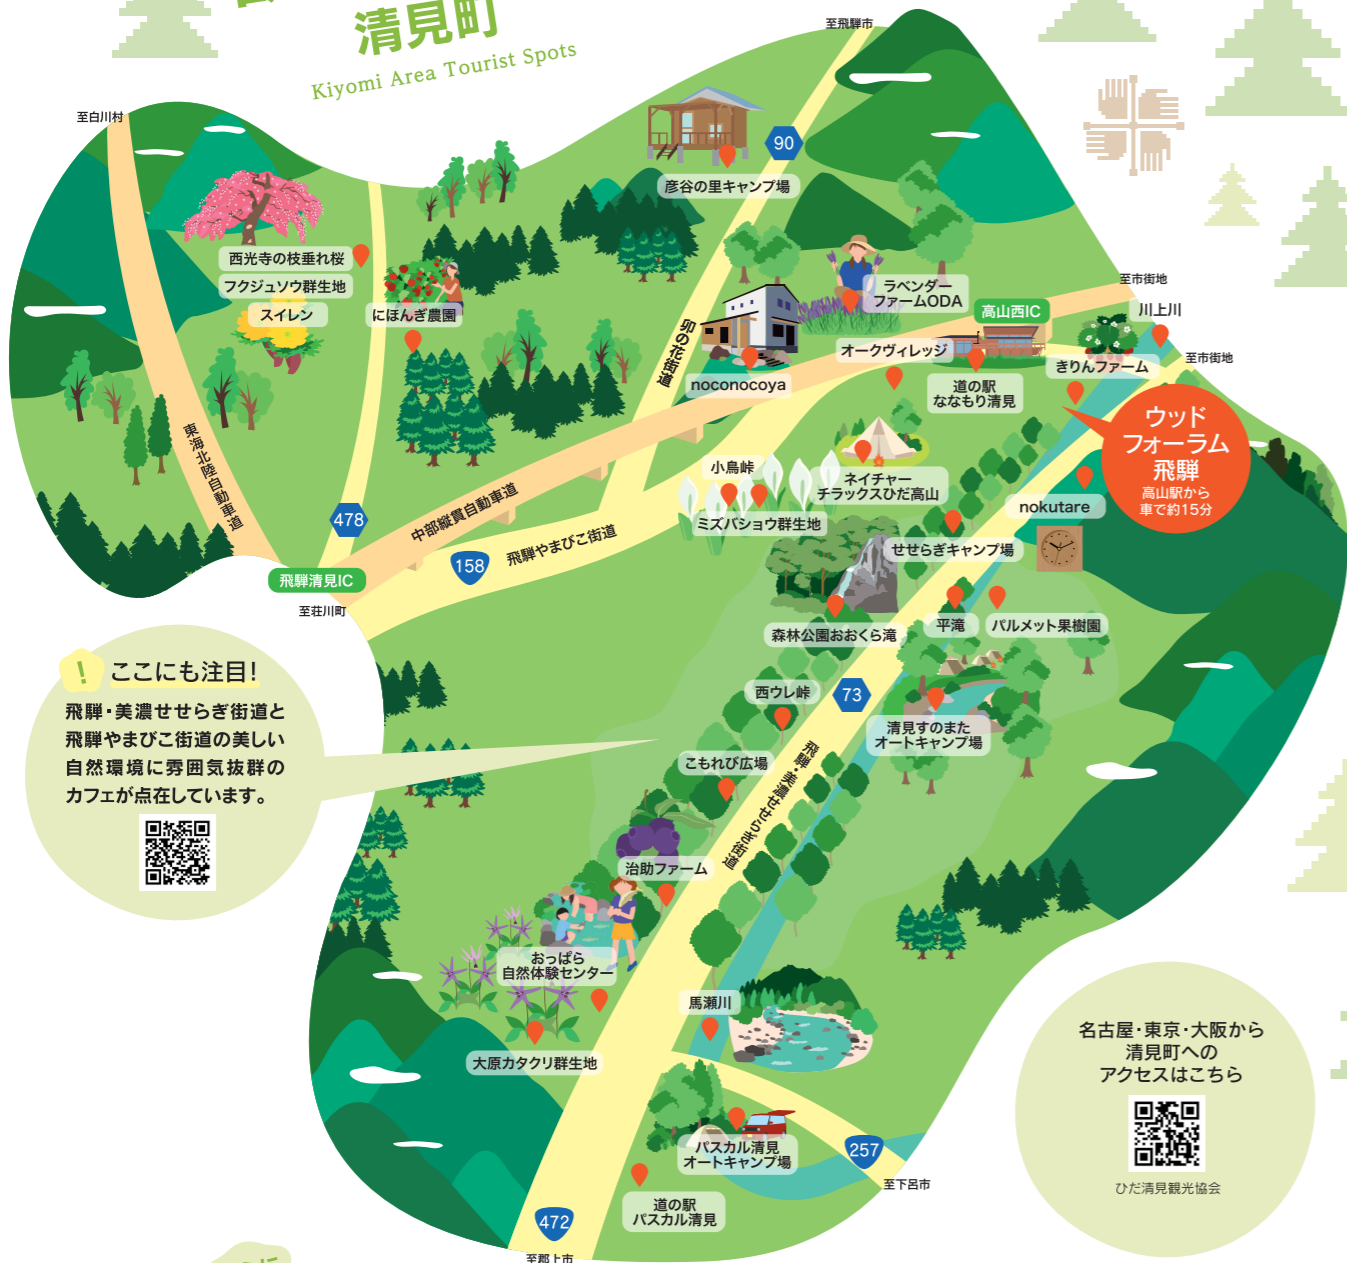 清見町
Kiyomi Area Tourist Spots
至飛騨市
至白川村
90
彦谷の里キャンプ場
西光寺の枝垂れ桜
フクジュソウ群生地
スイレン
にほんぎ農園
卯の花街道
ラベンダー
ファームODA
至市街地
高山西IC
川上川
noconocoya
オークヴィレッジ
道の駅
ななもり清見
きりんファーム
至市街地
ウッド
フォーラム
飛騨
高山駅から
車で約15分
東海北陸自動車道
小鳥峠
ミズバショウ群生地
ネイチャー
チラックスひだ高山
nokutare
478
中部縦貫自動車道
158
飛騨やまびこ街道
せせらぎキャンプ場
飛騨清見IC
至荘川町
森林公園おおくら滝
平滝
パルメット果樹園
!
ここにも注目!
飛騨・美濃せせらぎ街道と
飛騨やまびこ街道の美しい
自然環境に雰囲気抜群の
カフェが点在しています。
西ウレ峠
73
清見すのまた
オートキャンプ場
こもれび広場
飛騨・美濃せせらぎ街道
治助ファーム
おっぱら
自然体験センター
馬瀬川
大原カタクリ群生地
パスカル清見
オートキャンプ場
257
至下呂市
道の駅
パスカル清見
472
至郡上市
名古屋・東京・大阪から
清見町への
アクセスはこちら
ひだ清見観光協会